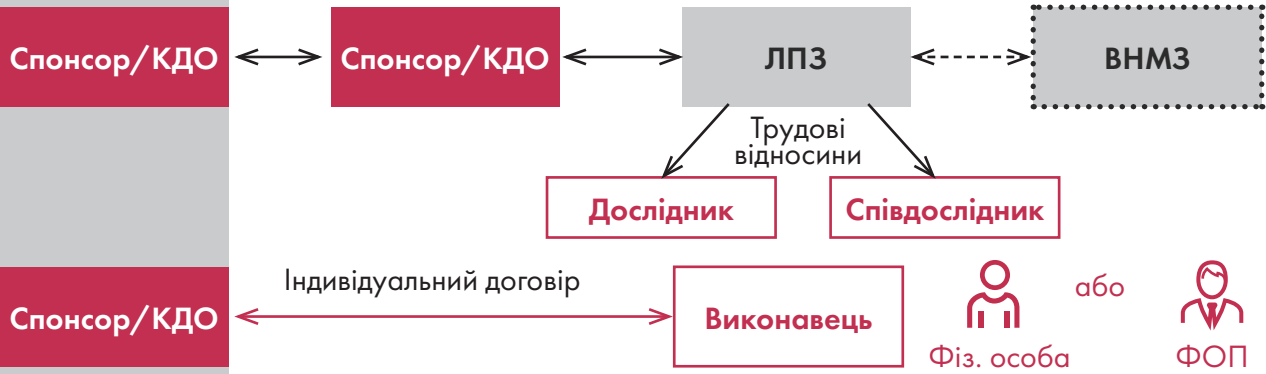 Спонсор/КДО
Спонсор/КДО
ЛПЗ
ВНМЗ
Трудові
відносини
Дослідник
Співдослідник
Спонсор/КДО
Індивідуальний договір
Виконавець
або
Фіз. особа
ФОП